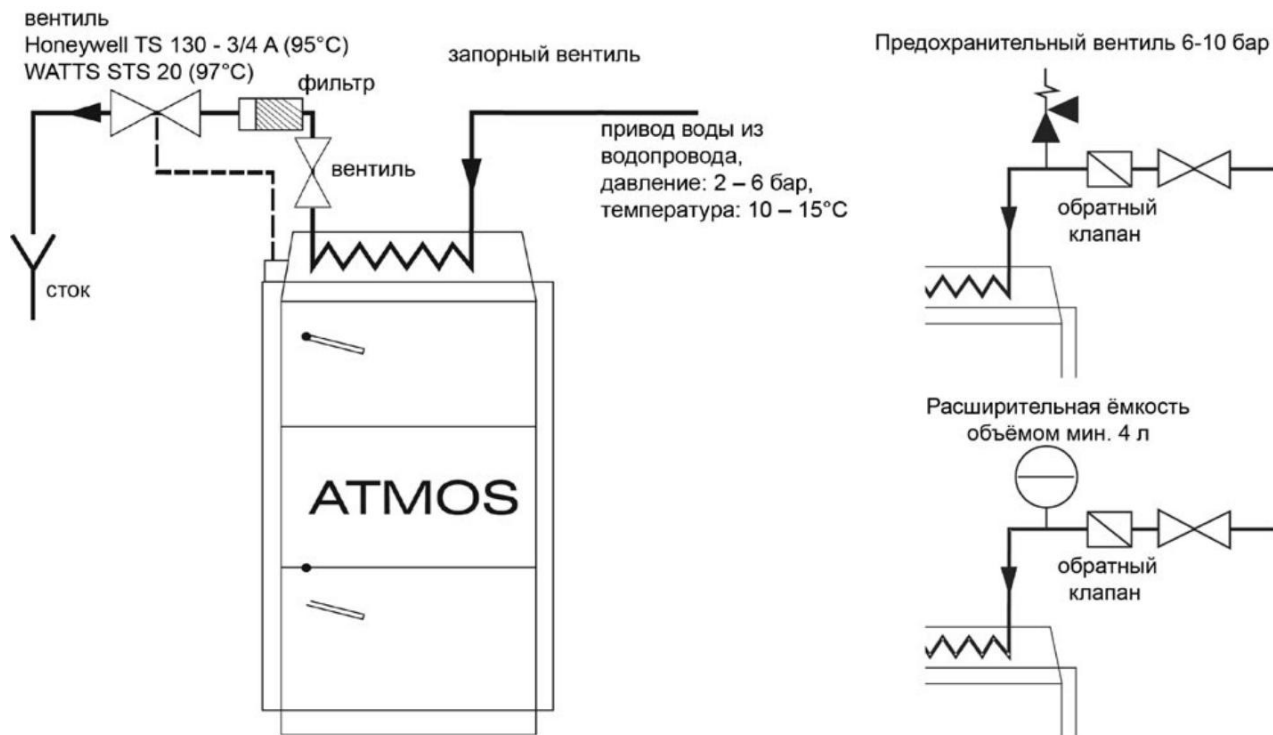 вентиль
Honeywell TS 130 - 3/4 A (95°C)
WATTS STS 20 (97°C)
фильтр
запорный вентиль
вентиль
привод воды из
водопровода,
давление: 2 – 6 бар,
температура: 10 – 15°C
сток
ATMOS
Предохранительный вентиль 6-10 бар
обратный
клапан
Расширительная ёмкость
объёмом мин. 4 л
обратный
клапан